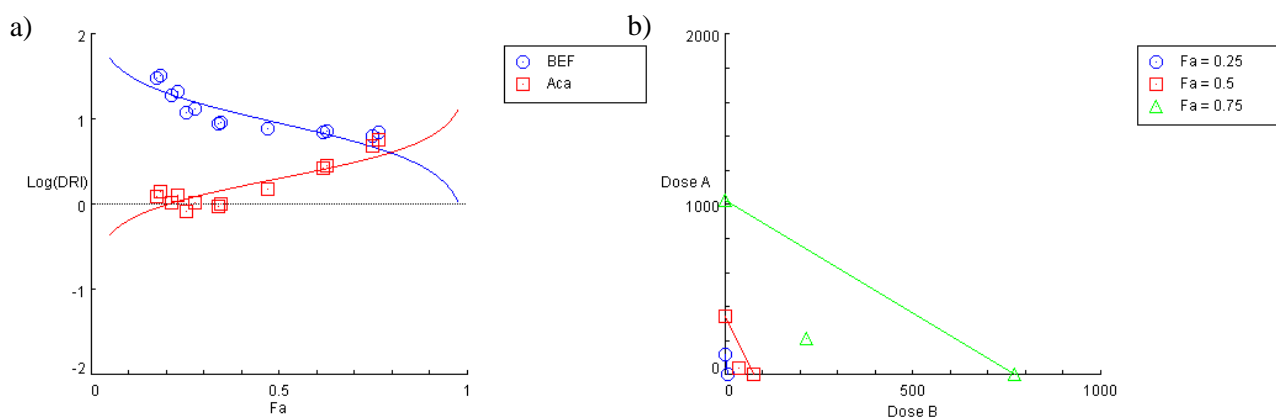 a)
2
1
Log(DRI)
0
-1
-2
0
0.5
1
Fa
BEF
Aca
b)
2000
Dose A
1000
0
0
500
1000
Dose B
Fa = 0.25
Fa = 0.5
Fa = 0.75